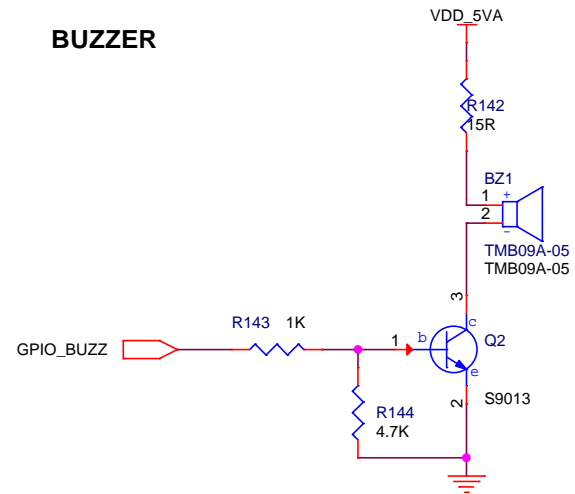 VDD_5VA
BUZZER
R142
15R
BZ1
1 +
2 -
TMB09A-05
TMB09A-05
3
c
R143 1K
1 b
Q2
GPIO_BUZZ
e
R144
2
S9013
4.7K